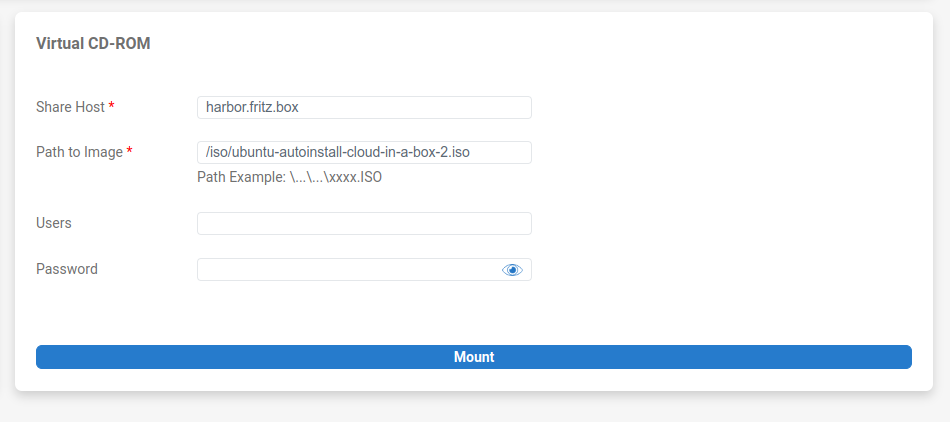 Virtual CD-ROM
Share Host *
harbor.fritz.box
Path to Image *
/iso/ubuntu-autoinstall-cloud-in-a-box-2.iso
Path Example: \...\...\xxxx.ISO
Users
Password
Mount